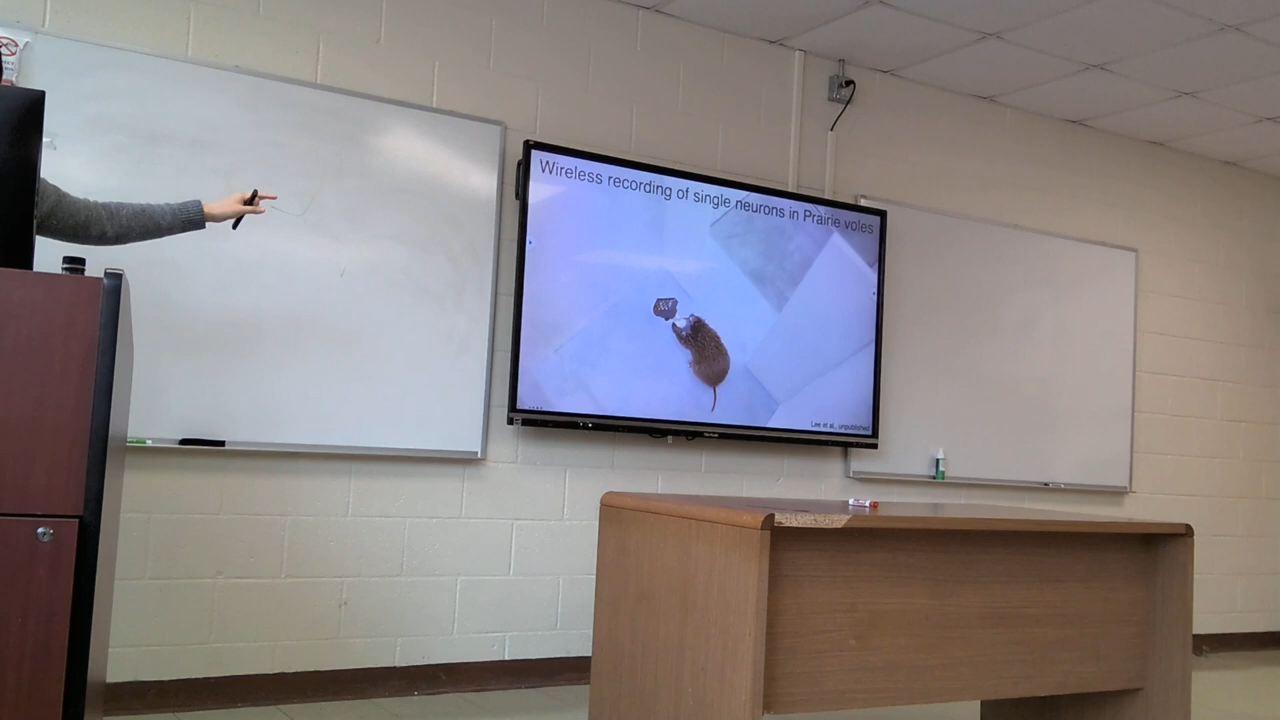 Wireless recording of single neurons in Prairie voles
Lee et al., unpublished